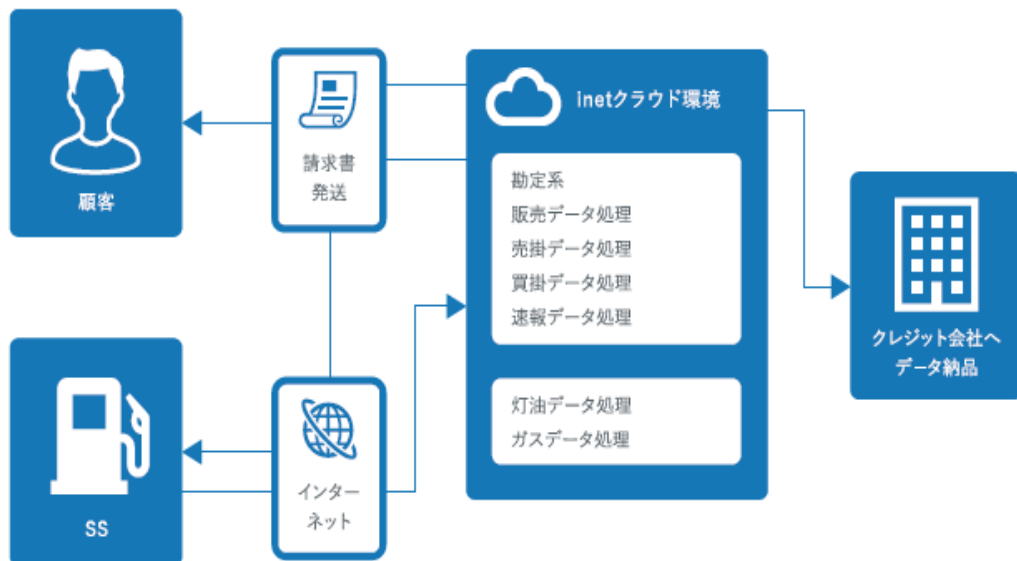 顧客
請求書
発送
inetクラウド環境
勘定系
販売データ処理
売掛データ処理
買掛データ処理
速報データ処理
灯油データ処理
ガスデータ処理
クレジット会社へ
データ納品
SS
インター
ネット